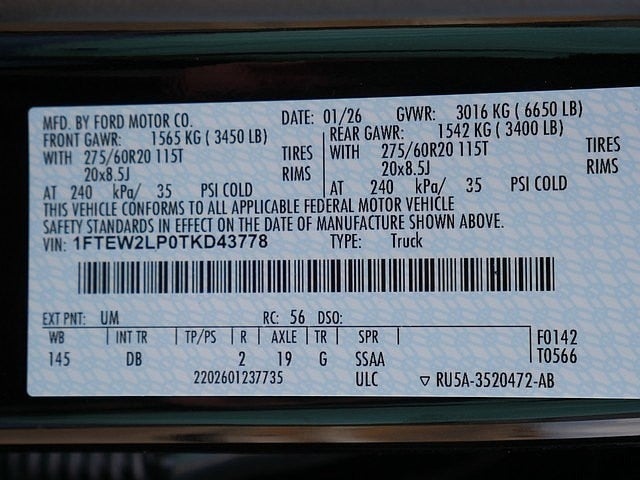 MFD. BY FORD MOTOR CO. DATE: 01/26 GVWR: 3016 KG ( 6650 LB)
FRONT GAWR: 1565 KG ( 3450 LB) REAR GAWR: 1542 KG ( 3400 LB)
WITH 275/60R20 115T TIRES WITH 275/60R20 115T TIRES
20x8.5J RIMS 20x8.5J RIMS
AT 240 kPa/ 35 PSI COLD AT 240 kPa/ 35 PSI COLD
THIS VEHICLE CONFORMS TO ALL APPLICABLE FEDERAL MOTOR VEHICLE
SAFETY STANDARDS IN EFFECT ON THE DATE OF MANUFACTURE SHOWN ABOVE.
VIN: 1FTEW2LP0TKD43778 TYPE: Truck
EXT PNT: UM RC: 56 DSO:
WB INT TR TP/PS R AXLE TR SPR F0142
145 DB 2 19 G SSAA T0566
2202601237735 ULC RU5A-3520472-AB